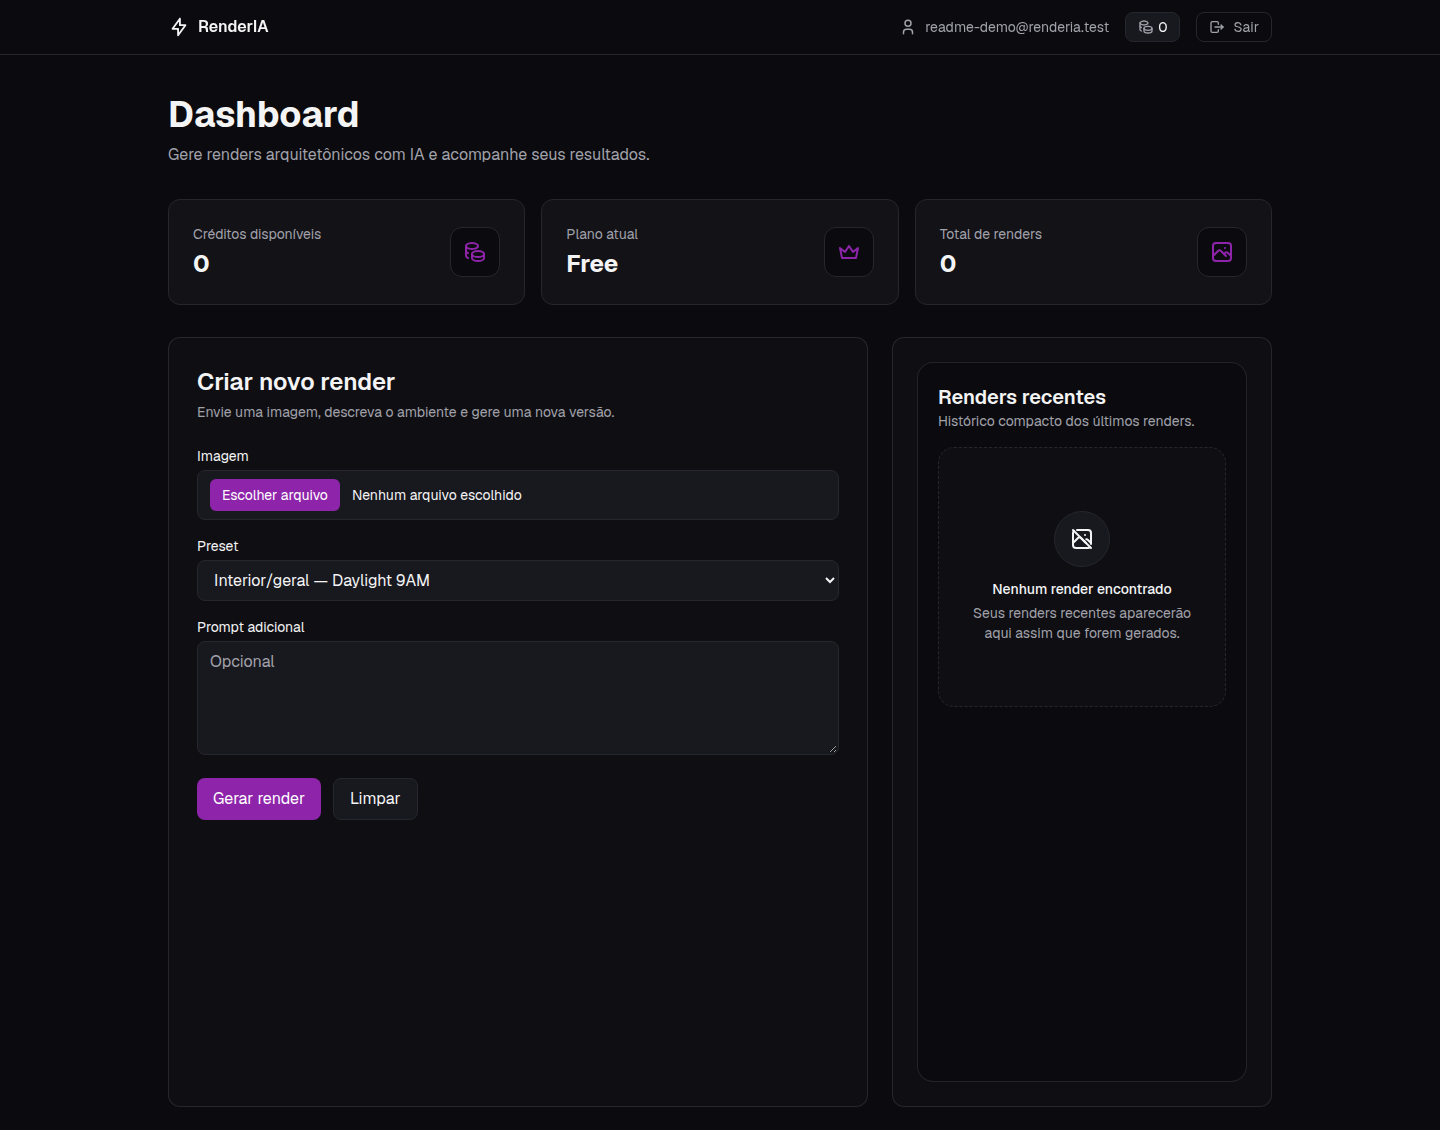 RenderIA
readme-demo@renderia.test
0
Sair
Dashboard
Gere renders arquitetônicos com IA e acompanhe seus resultados.
Créditos disponíveis
0
Plano atual
Free
Total de renders
0
Criar novo render
Envie uma imagem, descreva o ambiente e gere uma nova versão.
Imagem
Escolher arquivo Nenhum arquivo escolhido
Preset
Interior/geral — Daylight 9AM
Prompt adicional
Opcional
Gerar render
Limpar
Renders recentes
Histórico compacto dos últimos renders.
Nenhum render encontrado
Seus renders recentes aparecerão
aqui assim que forem gerados.